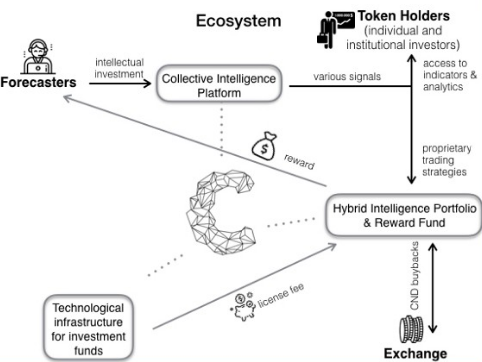 Ecosystem
Token Holders
(individual and
institutional investors)
Forecasters
intellectual
investment
Collective Intelligence
Platform
various signals
access to
indicators &
analytics
$
reward
proprietary
trading
strategies
Hybrid Intelligence Portfolio
& Reward Fund
CND buybacks
license fee
Technological
infrastructure
for investment
funds
Exchange